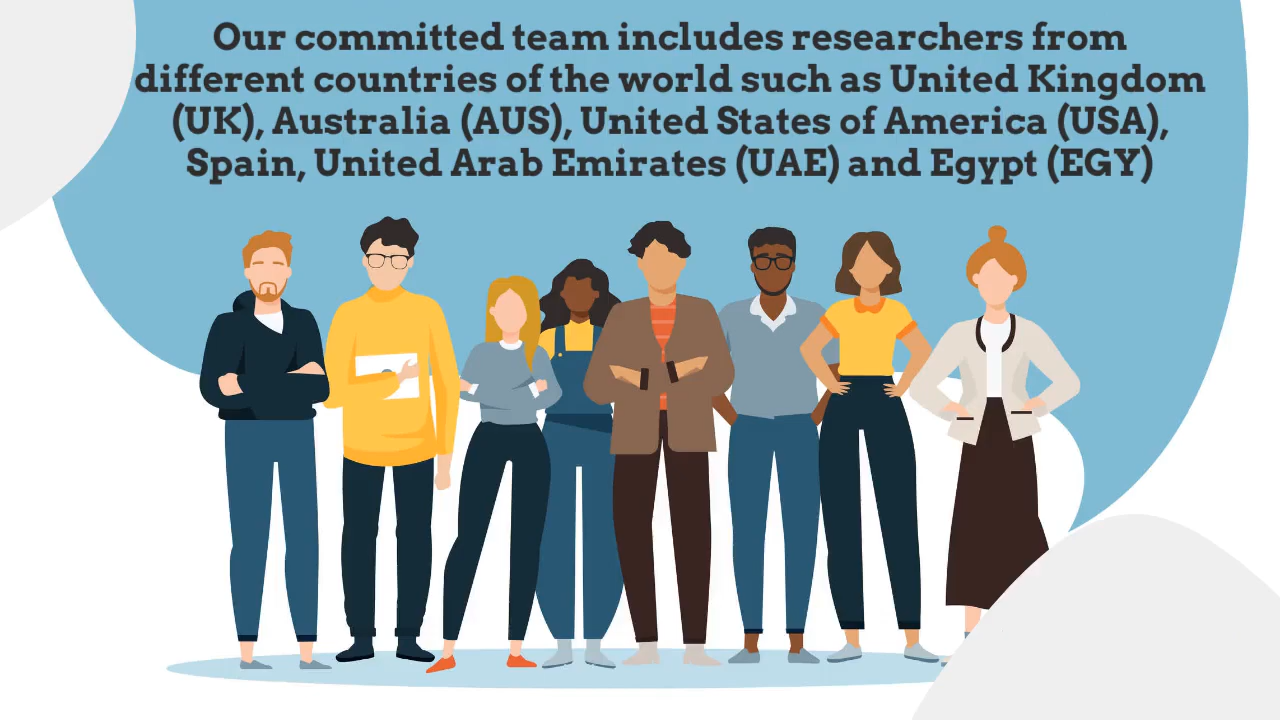 Our committed team includes researchers from
different countries of the world such as United Kingdom
(UK), Australia (AUS), United States of America (USA),
Spain, United Arab Emirates (UAE) and Egypt (EGY)